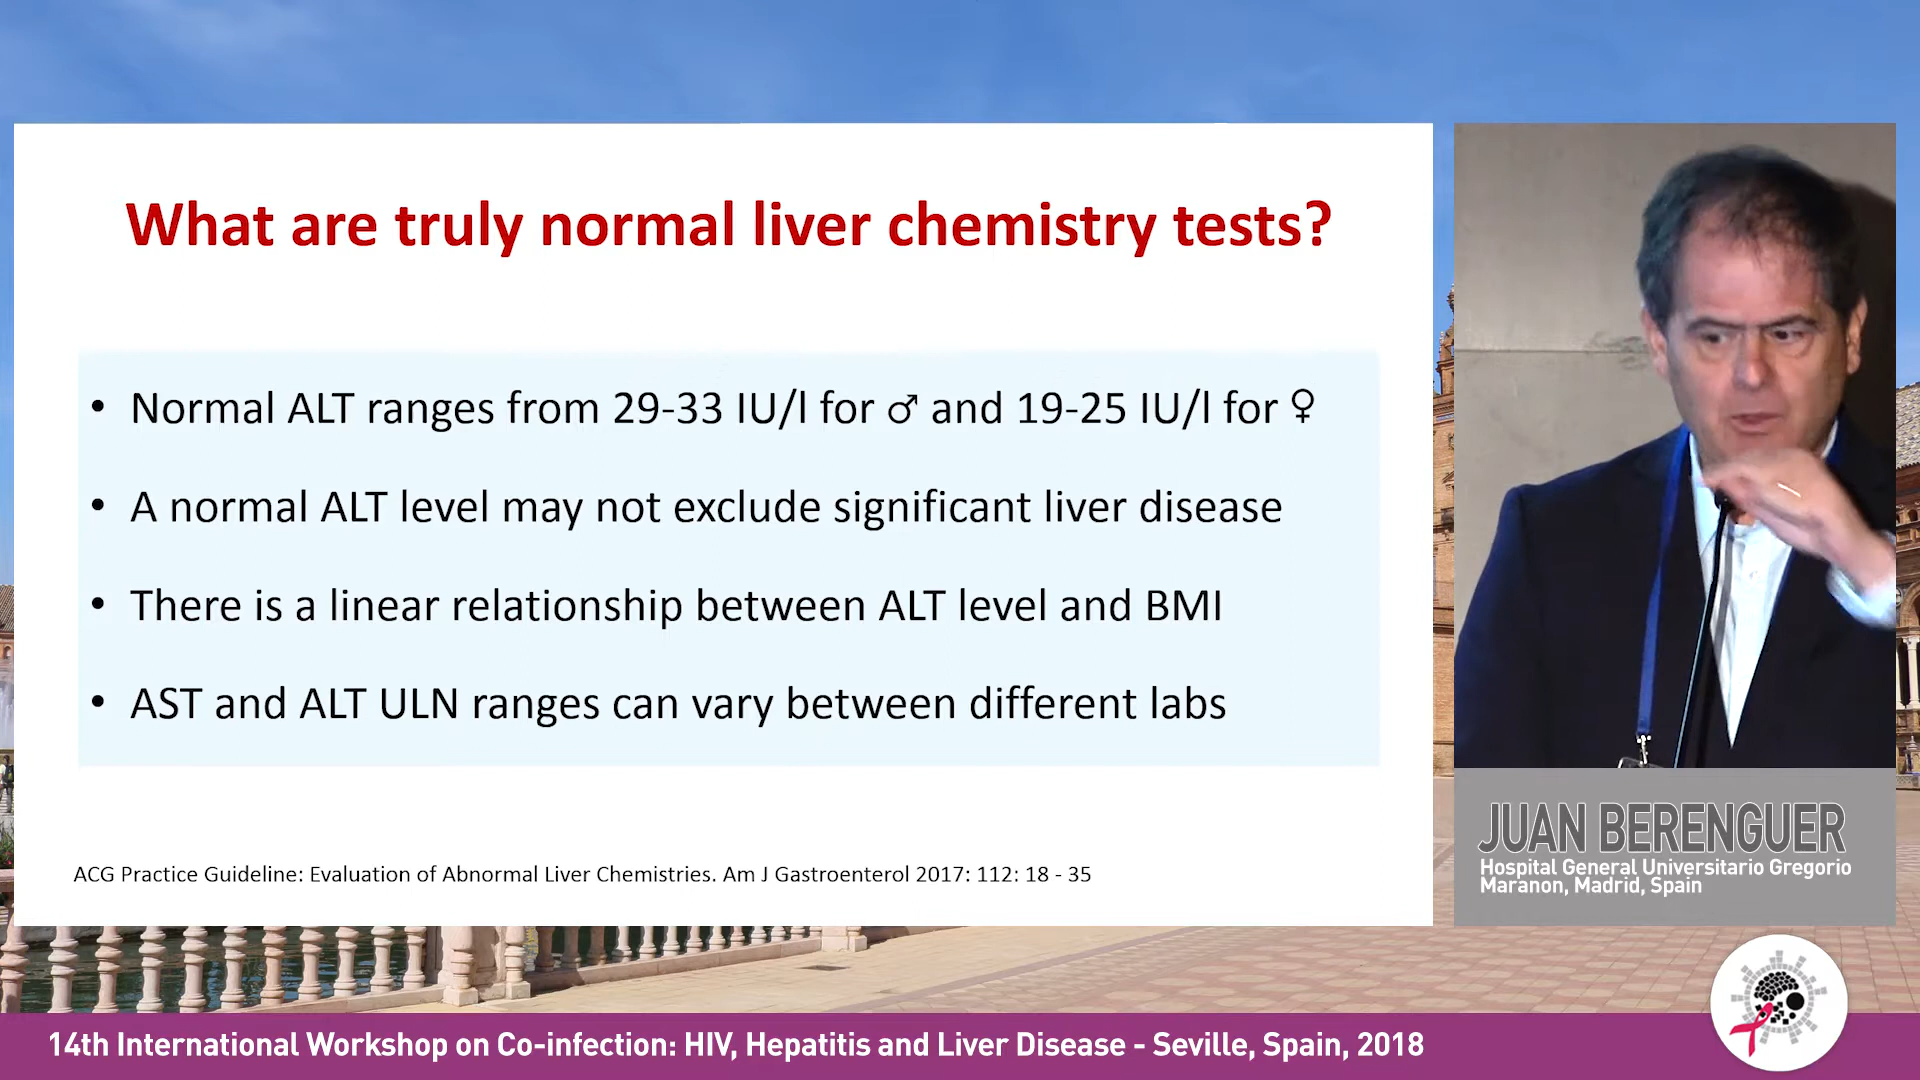 What are truly normal liver chemistry tests?
• Normal ALT ranges from 29-33 IU/l for ♂ and 19-25 IU/l for ♀
• A normal ALT level may not exclude significant liver disease
• There is a linear relationship between ALT level and BMI
• AST and ALT ULN ranges can vary between different labs
ACG Practice Guideline: Evaluation of Abnormal Liver Chemistries. Am J Gastroenterol 2017: 112: 18 - 35
JUAN BERENGUER
Hospital General Universitario Gregorio
Maranon, Madrid, Spain
14th International Workshop on Co-infection: HIV, Hepatitis and Liver Disease - Seville, Spain, 2018